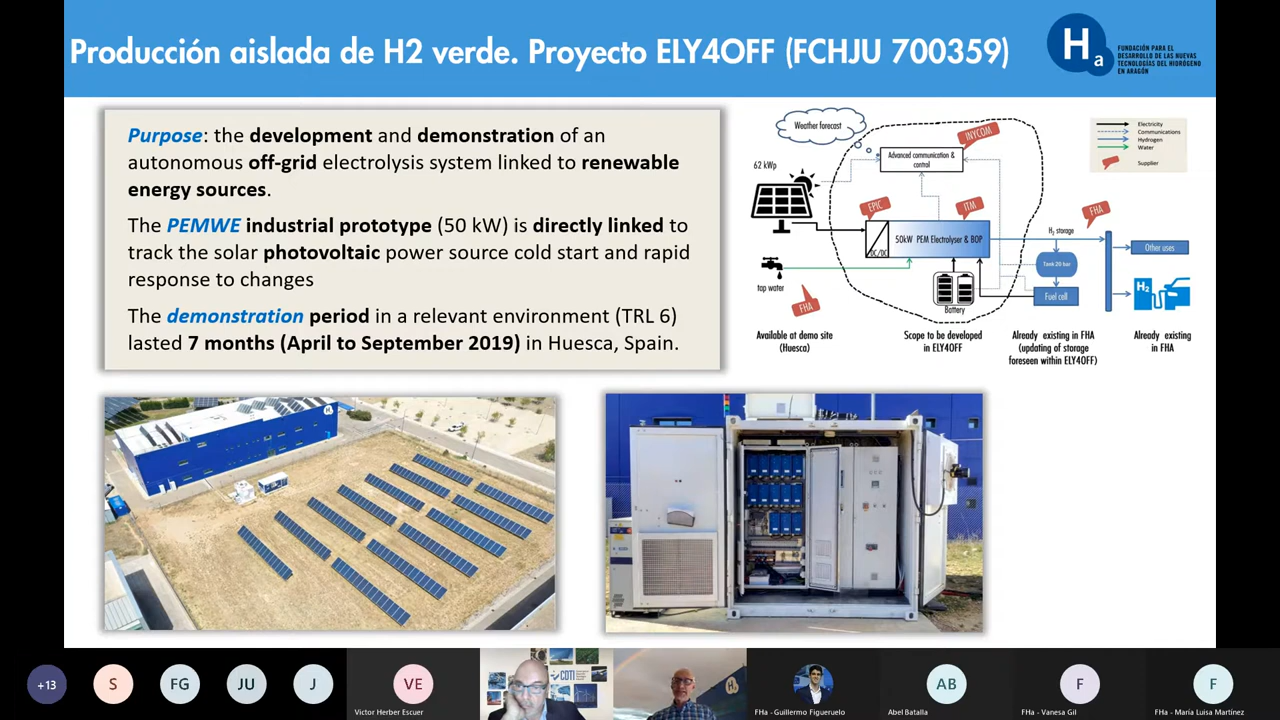 Producción aislada de H2 verde. Proyecto ELY4OFF (FCHJU 700359)
Ha
FUNDACIÓN PARA EL
DESARROLLO DE LAS NUEVAS
TECNOLOGÍAS DEL HIDRÓGENO
EN ARAGÓN
Purpose: the development and demonstration of an
autonomous off-grid electrolysis system linked to renewable
energy sources.
The PEMWE industrial prototype (50 kW) is directly linked to
track the solar photovoltaic power source cold start and rapid
response to changes
The demonstration period in a relevant environment (TRL 6)
lasted 7 months (April to September 2019) in Huesca, Spain.
Weather forecast
62 kWp
Advanced communication &
control
INYCOM
EPIC
ITM
DC/DC
50kW PEM Electrolyser & BOP
Battery
tap water
FHA
FHA
H2 storage
Tank 20 bar
Fuel cell
Other uses
H2
Electricity
Communications
Hydrogen
Water
Supplier
Available at demo site
(Huesca)
Scope to be developed
in ELY4OFF
Already existing in FHA
(updating of storage
foreseen within ELY4OFF)
Already existing
in FHA
+13
S
FG
JU
J
VE
Victor Herber Escuer
CDTI
FHa - Guillermo Figueruelo
AB
Abel Batalla
F
FHa - Vanesa Gil
F
FHa - María Luisa Martínez